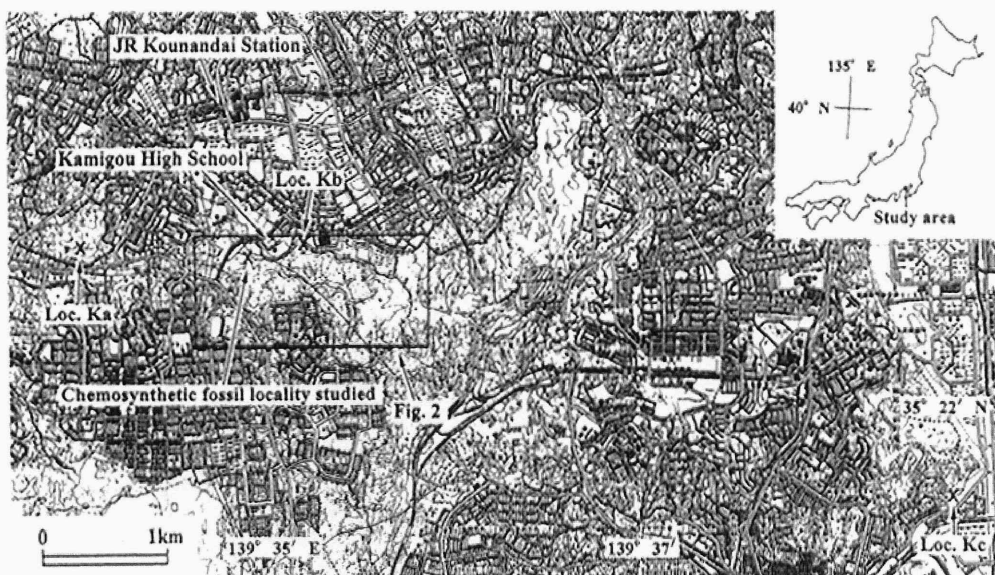 JR Kounandai Station
135° E
40° N
Kamigou High School
Loc. Kb
Study area
Loc. Ka
Chemosynthetic fossil locality studied
Fig. 2
35° 22′ N
0 1km
139° 35′ E
139° 37′
Loc. Kc